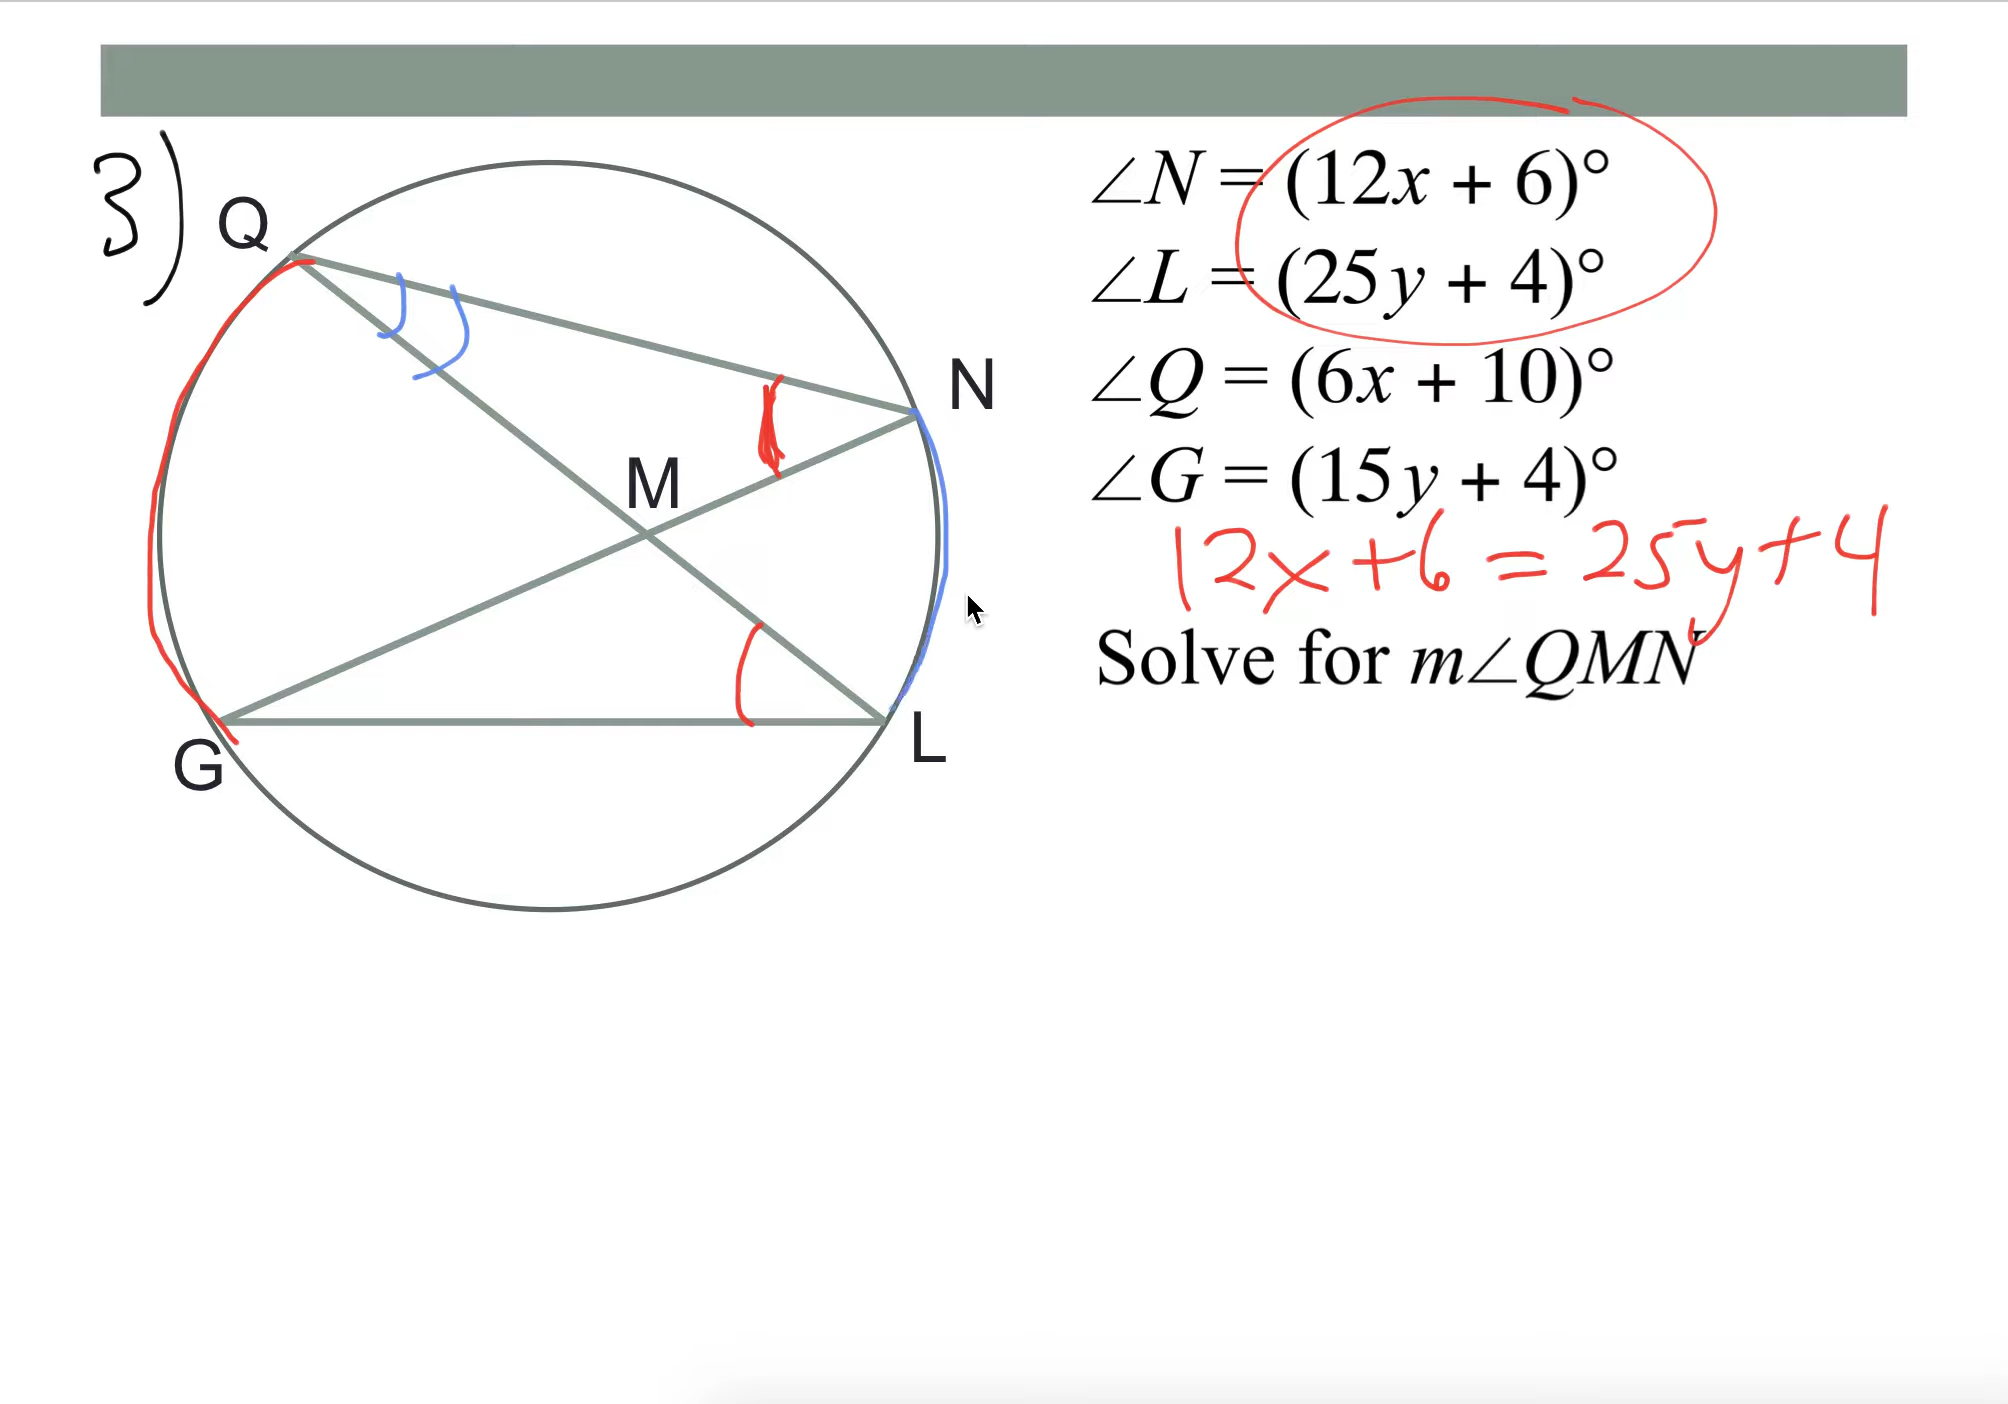 3)
Q
N
M
G
L
∠N = (12x + 6)°
∠L = (25y + 4)°
∠Q = (6x + 10)°
∠G = (15y + 4)°
12x+6 = 25y+4
Solve for m∠QMN